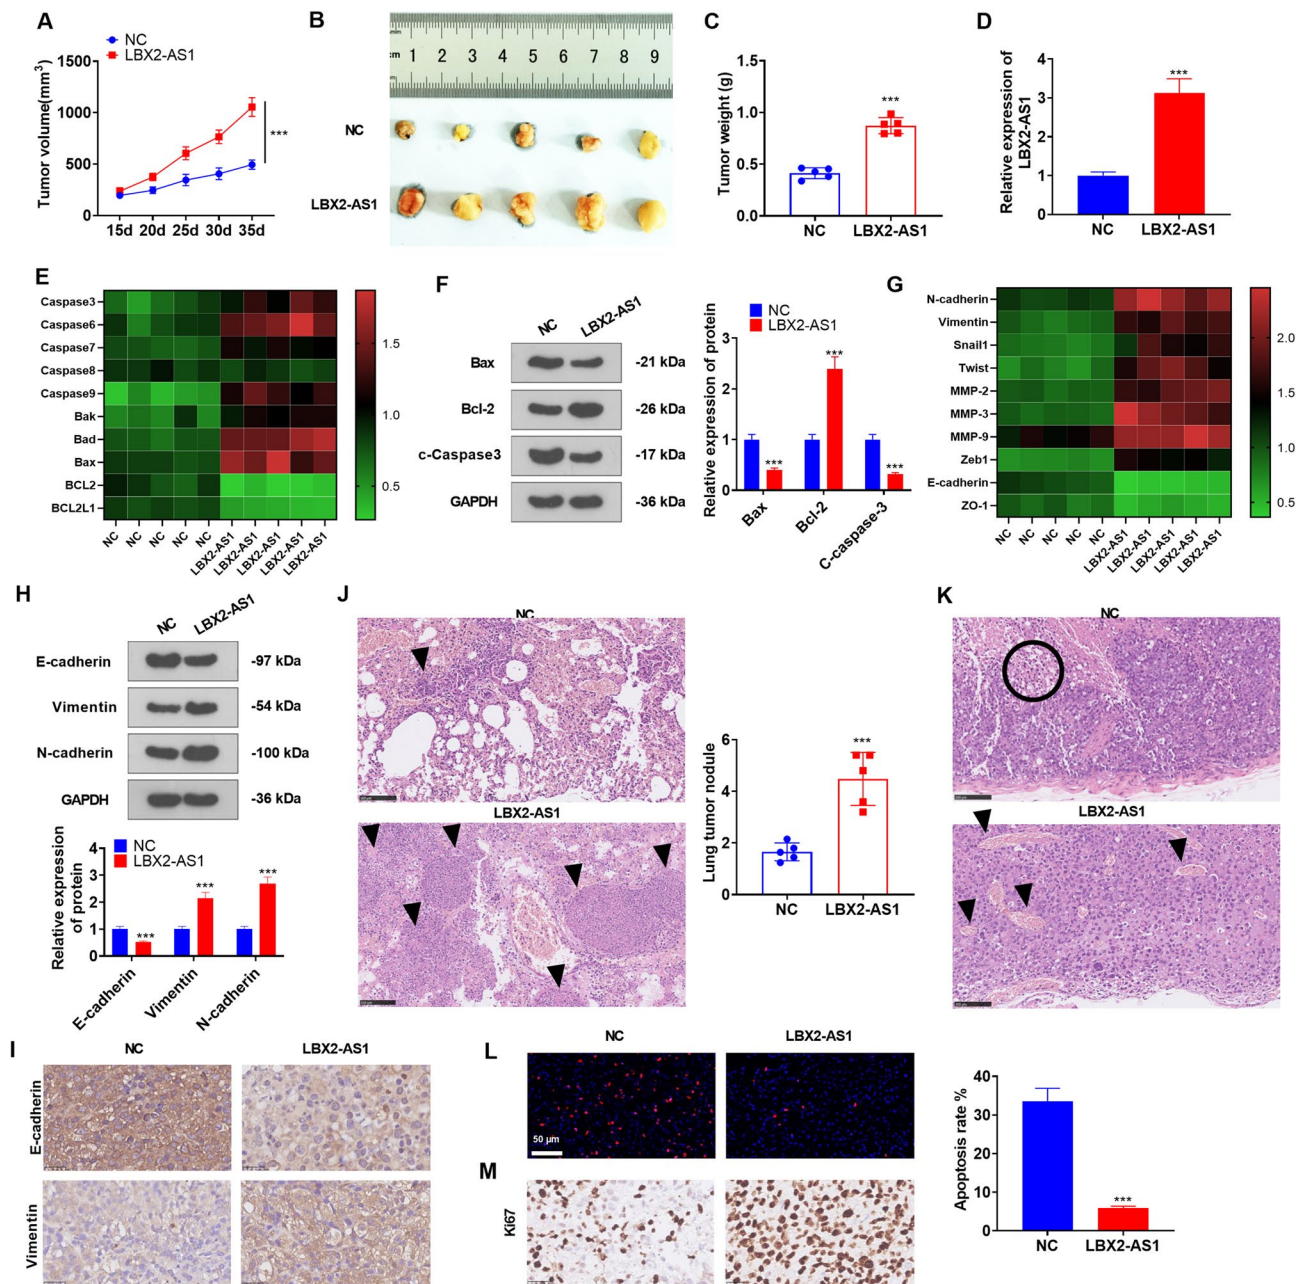 A
NC
LBX2-AS1
Tumor volume(mm3)
1500
1000
500
0
15d 20d 25d 30d 35d
***
B
cm 1 2 3 4 5 6 7 8 9
NC
LBX2-AS1
C
Tumor weight (g)
1.5
1.0
0.5
0.0
***
NC LBX2-AS1
D
Relative expression of
LBX2-AS1
4
3
2
1
0
***
NC LBX2-AS1
E
Caspase3
Caspase6
Caspase7
Caspase8
Caspase9
Bak
Bad
Bax
BCL2
BCL2L1
NC NC NC NC NC LBX2-AS1 LBX2-AS1 LBX2-AS1 LBX2-AS1 LBX2-AS1
1.5
1.0
0.5
F
NC LBX2-AS1
Bax -21 kDa
Bcl-2 -26 kDa
c-Caspase3 -17 kDa
GAPDH -36 kDa
NC
LBX2-AS1
Relative expression of protein
3
2
1
0
*** *** ***
Bax Bcl-2 C-caspase-3
G
N-cadherin
Vimentin
Snail1
Twist
MMP-2
MMP-3
MMP-9
Zeb1
E-cadherin
ZO-1
NC NC NC NC NC LBX2-AS1 LBX2-AS1 LBX2-AS1 LBX2-AS1 LBX2-AS1
2.0
1.5
1.0
0.5
H
NC LBX2-AS1
E-cadherin -97 kDa
Vimentin -54 kDa
N-cadherin -100 kDa
GAPDH -36 kDa
NC
LBX2-AS1
Relative expression
of protein
4
3
2
1
0
*** *** ***
E-cadherin Vimentin N-cadherin
J
NC
LBX2-AS1
Lung tumor nodule
6
4
2
0
***
NC LBX2-AS1
K
NC
LBX2-AS1
I
NC LBX2-AS1
E-cadherin
Vimentin
L
NC LBX2-AS1
50 µm
M
Ki67
Apoptosis rate %
40
30
20
10
0
***
NC LBX2-AS1